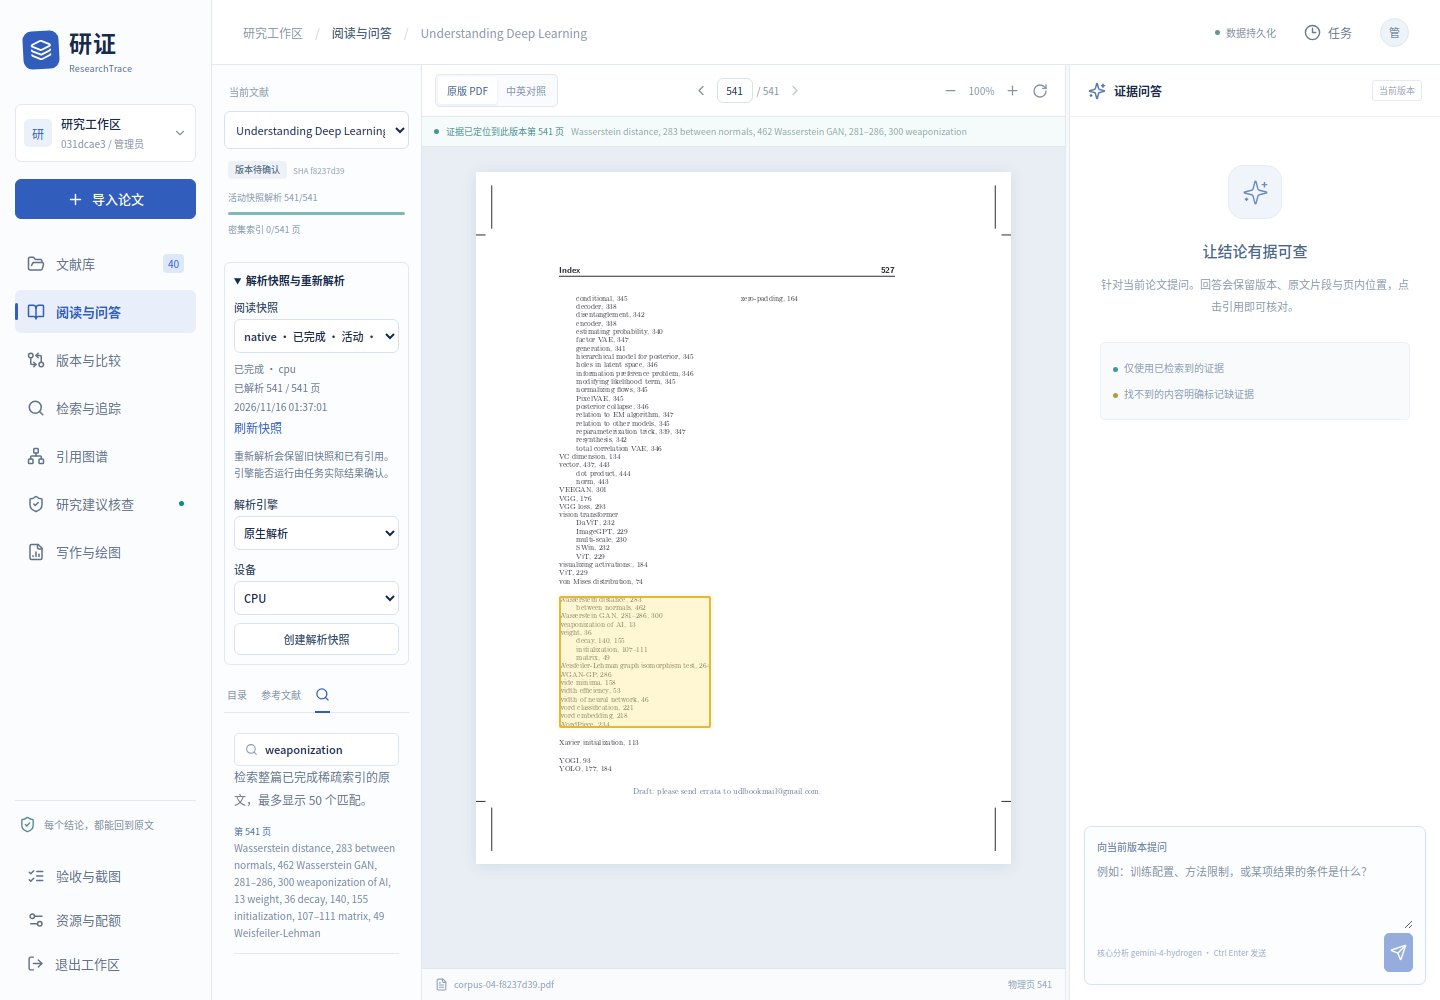 研证
ResearchTrace
研
研究工作区
031dcae3 / 管理员
导入论文
文献库
40
阅读与问答
版本与比较
检索与追踪
引用图谱
研究建议核查
写作与绘图
每个结论，都能回到原文
验收与截图
资源与配额
退出工作区
研究工作区 / 阅读与问答 / Understanding Deep Learning
数据持久化
任务
管
当前文献
Understanding Deep Learning
版本待确认
SHA f8237d39
活动快照解析 541/541
密集索引 0/541 页
▼ 解析快照与重新解析
阅读快照
native · 已完成 · 活动 ·
已完成 · cpu
已解析 541 / 541 页
2026/11/16 01:37:01
刷新快照
重新解析会保留旧快照和已有引用。
引擎能否运行由任务实际结果确认。
解析引擎
原生解析
设备
CPU
创建解析快照
目录
参考文献
weaponization
检索整篇已完成稀疏索引的原
文，最多显示 50 个匹配。
第 541 页
Wasserstein distance, 283 between
normals, 462 Wasserstein GAN,
281–286, 300 weaponization of AI,
13 weight, 36 decay, 140, 155
initialization, 107–111 matrix, 49
Weisfeiler-Lehman
原版 PDF
中英对照
541 / 541
100%
证据已定位到此版本第 541 页 Wasserstein distance, 283 between normals, 462 Wasserstein GAN, 281–286, 300 weaponization
Index 527
conditional, 345
decoder, 338
disentanglement, 342
encoder, 338
estimating probability, 340
factor VAE, 347
generation, 341
hierarchical model for posterior, 345
holes in latent space, 346
information preference problem, 346
modifying likelihood term, 345
normalizing flows, 345
PixelVAE, 345
posterior collapse, 346
relation to EM algorithm, 347
relation to other models, 345
reparameterization trick, 339, 347
resynthesis, 342
total correlation VAE, 346
VC dimension, 134
vector, 437, 443
dot product, 444
norm, 443
VEEGAN, 301
VGG, 176
VGG loss, 293
vision transformer
DaViT, 232
ImageGPT, 229
multi-scale, 230
SWin, 232
ViT, 229
visualizing activations:, 184
ViT, 229
von Mises distribution, 74
Wasserstein distance, 283
between normals, 462
Wasserstein GAN, 281–286, 300
weaponization of AI, 13
weight, 36
decay, 140, 155
initialization, 107–111
matrix, 49
Weisfeiler-Lehman graph isomorphism test, 264
WGAN-GP, 286
wide minima, 158
width efficiency, 53
width of neural network, 46
word classification, 221
word embedding, 218
WordPiece, 234
Xavier initialization, 113
YOGI, 93
YOLO, 177, 184
zero-padding, 164
Draft: please send errata to udlbookmail@gmail.com.
corpus-04-f8237d39.pdf
物理页 541
证据问答
当前版本
让结论有据可查
针对当前论文提问。回答会保留版本、原文片段与页内位置，点
击引用即可核对。
仅使用已检索到的证据
找不到的内容明确标记缺证据
向当前版本提问
例如：训练配置、方法限制，或某项结果的条件是什么？
核心分析 gemini-4-hydrogen · Ctrl Enter 发送